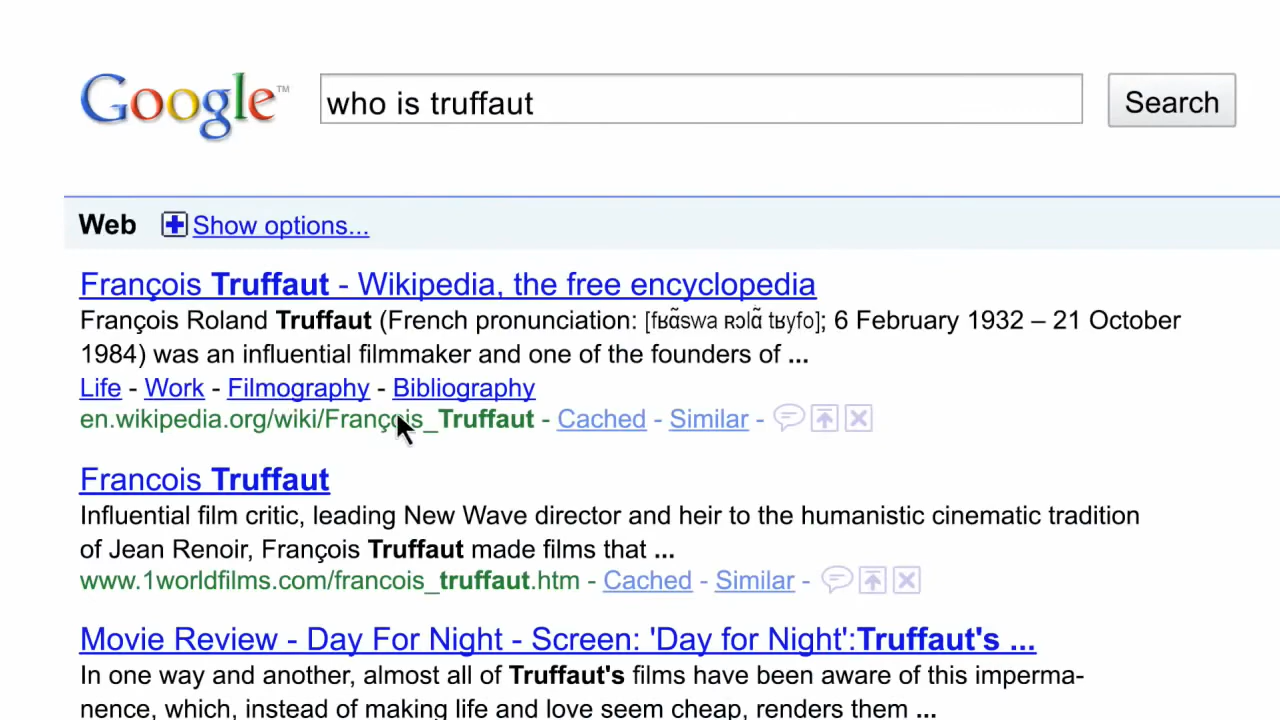 Google™
who is truffaut
Search
Web Show options...
François Truffaut - Wikipedia, the free encyclopedia
François Roland Truffaut (French pronunciation: [fʁɑ̃swa ʀɔlɑ̃ tʁyfo]; 6 February 1932 – 21 October
1984) was an influential filmmaker and one of the founders of ...
Life - Work - Filmography - Bibliography
en.wikipedia.org/wiki/François_Truffaut - Cached - Similar -
Francois Truffaut
Influential film critic, leading New Wave director and heir to the humanistic cinematic tradition
of Jean Renoir, François Truffaut made films that ...
www.1worldfilms.com/francois_truffaut.htm - Cached - Similar -
Movie Review - Day For Night - Screen: 'Day for Night':Truffaut's ...
In one way and another, almost all of Truffaut's films have been aware of this imperma-
nence, which, instead of making life and love seem cheap, renders them ...